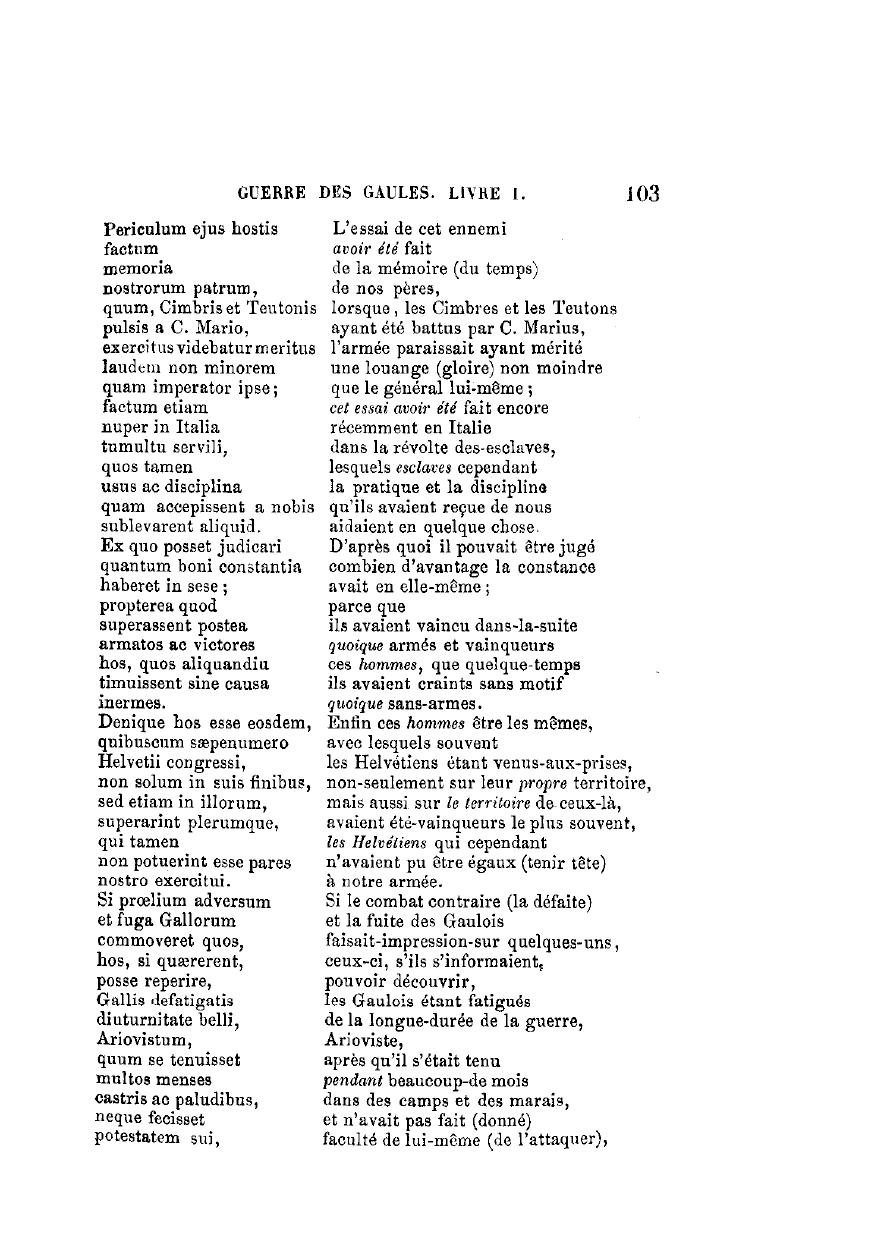 GUERRE DES GAULES. LIVRE I. 103
Periculum ejus hostis L'essai de cet ennemi
factum avoir été fait
memoria de la mémoire (du temps)
nostrorum patrum, de nos pères,
quum, Cimbris et Teutonis lorsque, les Cimbres et les Teutons
pulsis a C. Mario, ayant été battus par C. Marius,
exercitus videbatur meritus l'armée paraissait ayant mérité
laudem non minorem une louange (gloire) non moindre
quam imperator ipse; que le général lui-même;
factum etiam cet essai avoir été fait encore
nuper in Italia récemment en Italie
tumultu servili, dans la révolte des-esclaves,
quos tamen lesquels esclaves cependant
usus ac disciplina la pratique et la discipline
quam accepissent a nobis qu'ils avaient reçue de nous
sublevarent aliquid. aidaient en quelque chose.
Ex quo posset judicari D'après quoi il pouvait être jugé
quantum boni constantia combien d'avantage la constance
haberet in sese; avait en elle-même;
propterea quod parce que
superassent postea ils avaient vaincu dans-la-suite
armatos ac victores quoique armés et vainqueurs
hos, quos aliquandiu ces hommes, que quelque-temps
timuissent sine causa ils avaient craints sans motif
inermes. quoique sans-armes.
Denique hos esse eosdem, Enfin ces hommes être les mêmes,
quibuscum sæpenumero avec lesquels souvent
Helvetii congressi, les Helvétiens étant venus-aux-prises,
non solum in suis finibus, non-seulement sur leur propre territoire,
sed etiam in illorum, mais aussi sur le territoire de ceux-là,
superarint plerumque, avaient été-vainqueurs le plus souvent,
qui tamen les Helvétiens qui cependant
non potuerint esse pares n'avaient pu être égaux (tenir tête)
nostro exercitui. à notre armée.
Si prœlium adversum Si le combat contraire (la défaite)
et fuga Gallorum et la fuite des Gaulois
commoveret quos, faisait-impression-sur quelques-uns,
hos, si quærerent, ceux-ci, s'ils s'informaient,
posse reperire, pouvoir découvrir,
Gallis defatigatis les Gaulois étant fatigués
diuturnitate belli, de la longue-durée de la guerre,
Ariovistum, Arioviste,
quum se tenuisset après qu'il s'était tenu
multos menses pendant beaucoup-de mois
castris ac paludibus, dans des camps et des marais,
neque fecisset et n'avait pas fait (donné)
potestatem sui, faculté de lui-même (de l'attaquer),